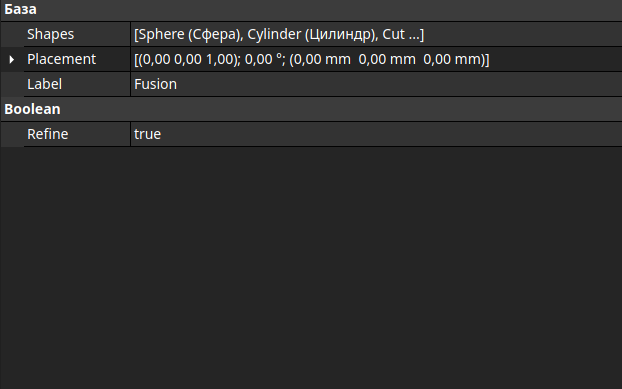 База
Shapes [Sphere (Сфера), Cylinder (Цилиндр), Cut ...]
Placement [(0,00 0,00 1,00); 0,00 °; (0,00 mm  0,00 mm  0,00 mm)]
Label Fusion
Boolean
Refine true